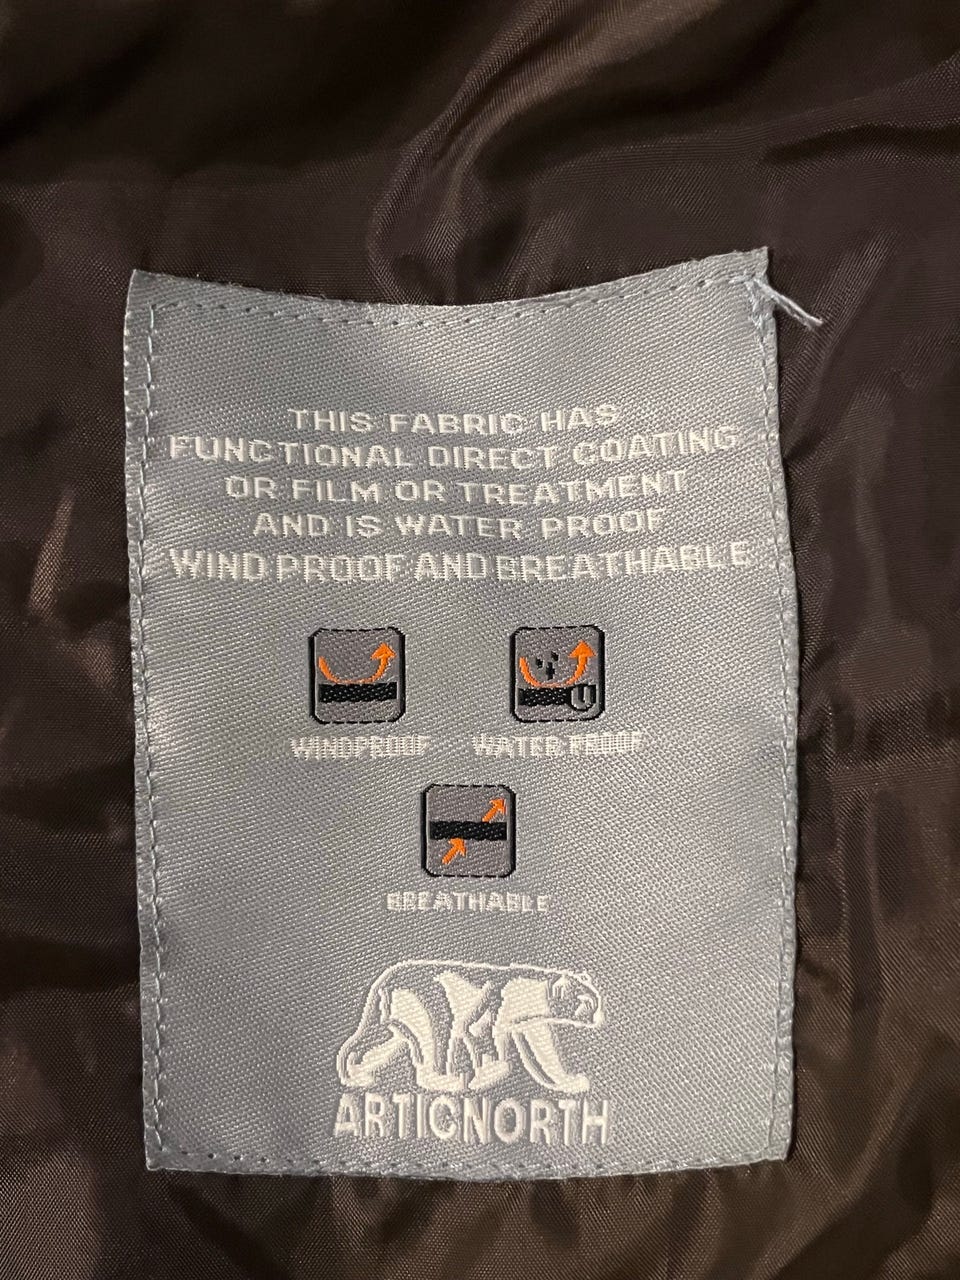 THIS FABRIC HAS
FUNCTIONAL DIRECT COATING
OR FILM OR TREATMENT
AND IS WATER PROOF
WIND PROOF AND BREATHABLE
WINDPROOF WATER PROOF
BREATHABLE
ARTICNORTH